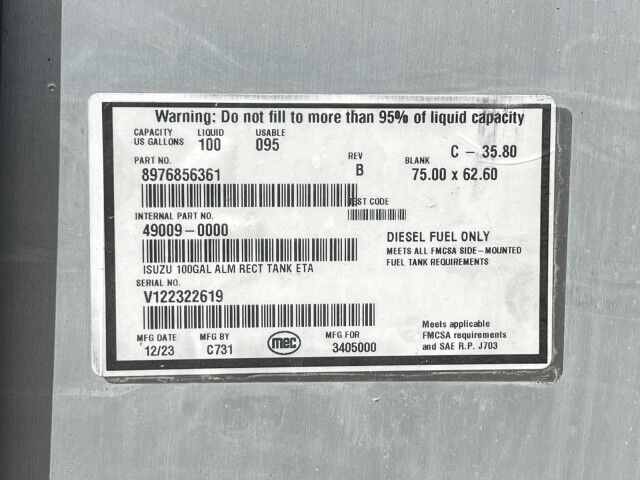 Warning: Do not fill to more than 95% of liquid capacity
CAPACITY LIQUID USABLE
US GALLONS 100 095
C - 35.80
PART NO. REV BLANK
8976856361 B 75.00 x 62.60
TEST CODE
INTERNAL PART NO.
49009-0000
DIESEL FUEL ONLY
MEETS ALL FMCSA SIDE-MOUNTED
FUEL TANK REQUIREMENTS
ISUZU 100GAL ALM RECT TANK ETA
SERIAL NO.
V122322619
MFG DATE MFG BY mec MFG FOR
12/23 C731 3405000
Meets applicable
FMCSA requirements
and SAE R.P. J703